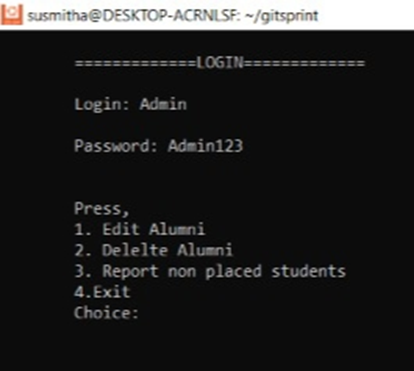 susmitha@DESKTOP-ACRNLSF: ~/gitsprint
=============LOGIN=============
Login: Admin
Password: Admin123
Press,
1. Edit Alumni
2. Delelte Alumni
3. Report non placed students
4.Exit
Choice: